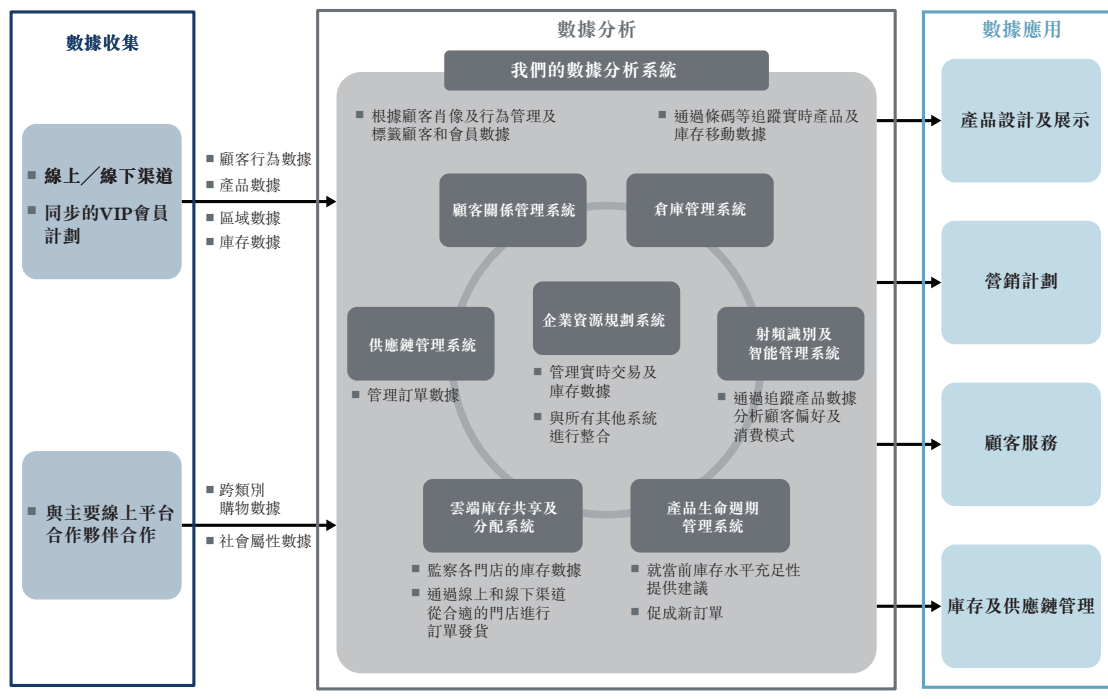 數據收集
線上／線下渠道
同步的VIP會員
計劃
與主要線上平台
合作夥伴合作
顧客行為數據
產品數據
區域數據
庫存數據
跨類別
購物數據
社會屬性數據
數據分析
我們的數據分析系統
根據顧客肖像及行為管理及
標籤顧客和會員數據
通過條碼等追蹤實時產品及
庫存移動數據
顧客關係管理系統
倉庫管理系統
供應鏈管理系統
管理訂單數據
企業資源規劃系統
管理實時交易及
庫存數據
與所有其他系統
進行整合
射頻識別及
智能管理系統
通過追蹤產品數據
分析顧客偏好及
消費模式
雲端庫存共享及
分配系統
監察各門店的庫存數據
通過線上和線下渠道
從合適的門店進行
訂單發貨
產品生命週期
管理系統
就當前庫存水平充足性
提供建議
促成新訂單
數據應用
產品設計及展示
營銷計劃
顧客服務
庫存及供應鏈管理